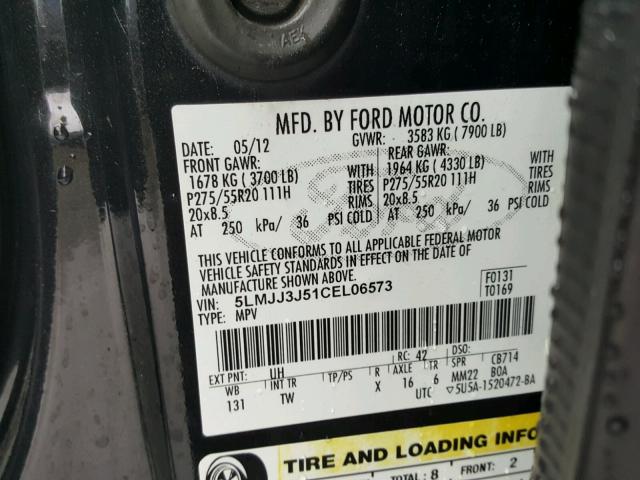 AEK
MFD. BY FORD MOTOR CO.
DATE: 05/12 GVWR: 3583 KG ( 7900 LB)
FRONT GAWR: REAR GAWR:
1678 KG ( 3700 LB) WITH 1964 KG ( 4330 LB) WITH
P275/55R20 111H TIRES P275/55R20 111H TIRES
20x8.5 RIMS 20x8.5 RIMS
AT 250 kPa/ 36 PSI COLD AT 250 kPa/ 36 PSI COLD
THIS VEHICLE CONFORMS TO ALL APPLICABLE FEDERAL MOTOR
VEHICLE SAFETY STANDARDS IN EFFECT ON THE DATE OF
MANUFACTURE SHOWN ABOVE.
VIN: 5LMJJ3J51CEL06573 F0131
TYPE: MPV T0169
EXT PNT: UH RC: 42 DSO:
WB INT TR TP/PS R AXLE TR SPR CB714
131 TW X 16 6 MM22 BOA
UTC ▽5U5A-1520472-BA
TIRE AND LOADING INFO
TOTAL: 8 FRONT: 2